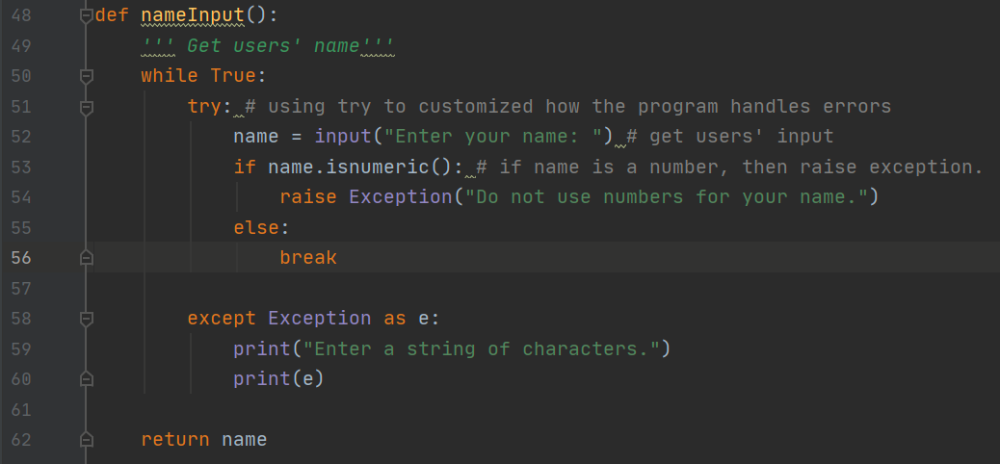 48 def nameInput():
49 ''' Get users' name'''
50 while True:
51 try: # using try to customized how the program handles errors
52 name = input("Enter your name: ") # get users' input
53 if name.isnumeric(): # if name is a number, then raise exception.
54 raise Exception("Do not use numbers for your name.")
55 else:
56 break
57
58 except Exception as e:
59 print("Enter a string of characters.")
60 print(e)
61
62 return name